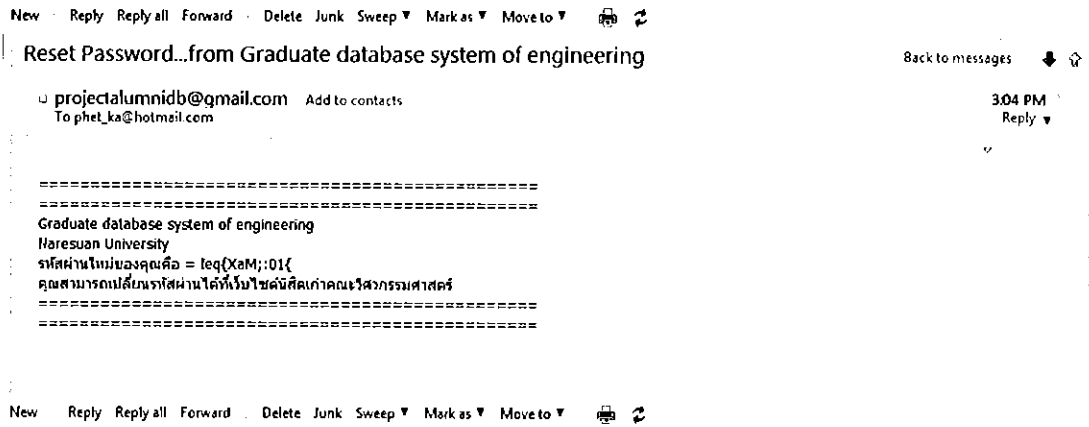 New Reply Reply all Forward Delete Junk Sweep ▼ Mark as ▼ Move to ▼
Reset Password...from Graduate database system of engineering Back to messages
projectalumnidb@gmail.com Add to contacts 3:04 PM
To phet_ka@hotmail.com Reply ▼
================================================
================================================
Graduate database system of engineering
Naresuan University
รหัสผ่านใหม่ของคุณคือ = !eq{XaM;:01{
คุณสามารถเปลี่ยนรหัสผ่านได้ที่เว็บไซต์นิสิตเก่าคณะวิศวกรรมศาสตร์
================================================
================================================
New Reply Reply all Forward Delete Junk Sweep ▼ Mark as ▼ Move to ▼